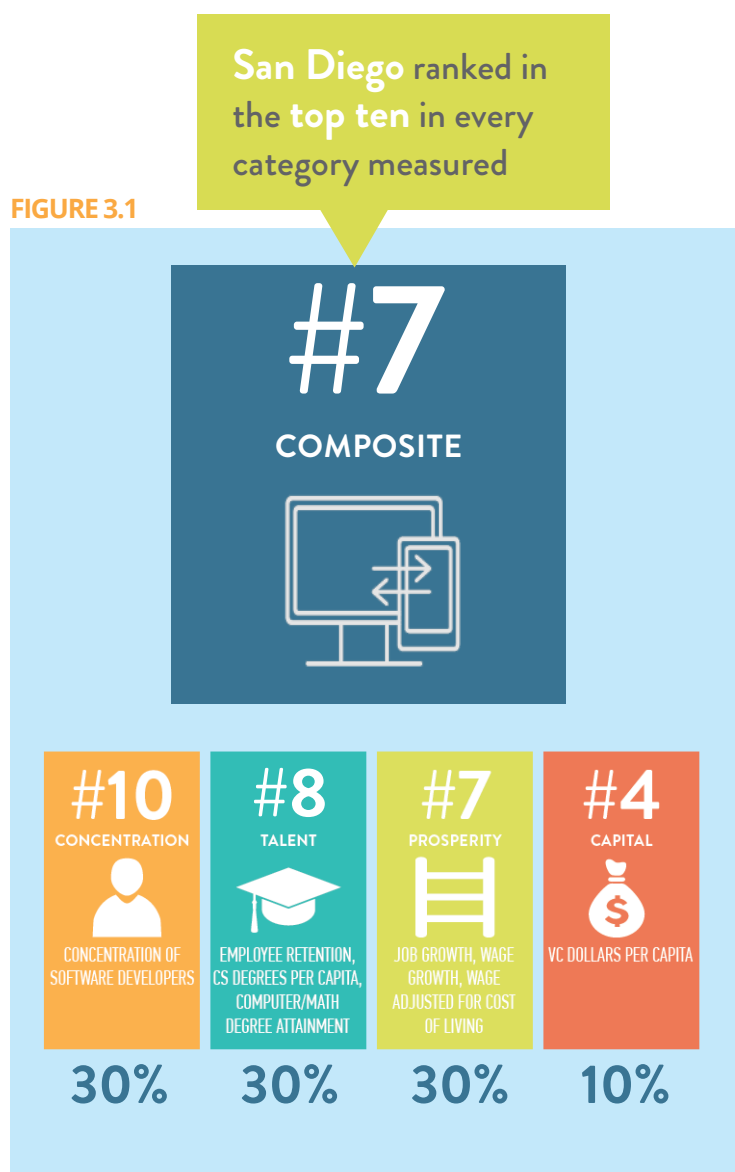 San Diego ranked in
the top ten in every
category measured
FIGURE 3.1
#7
COMPOSITE
#10
CONCENTRATION
CONCENTRATION OF
SOFTWARE DEVELOPERS
30%
#8
TALENT
EMPLOYEE RETENTION,
CS DEGREES PER CAPITA,
COMPUTER/MATH
DEGREE ATTAINMENT
30%
#7
PROSPERITY
JOB GROWTH, WAGE
GROWTH, WAGE
ADJUSTED FOR COST
OF LIVING
30%
#4
CAPITAL
$
VC DOLLARS PER CAPITA
10%